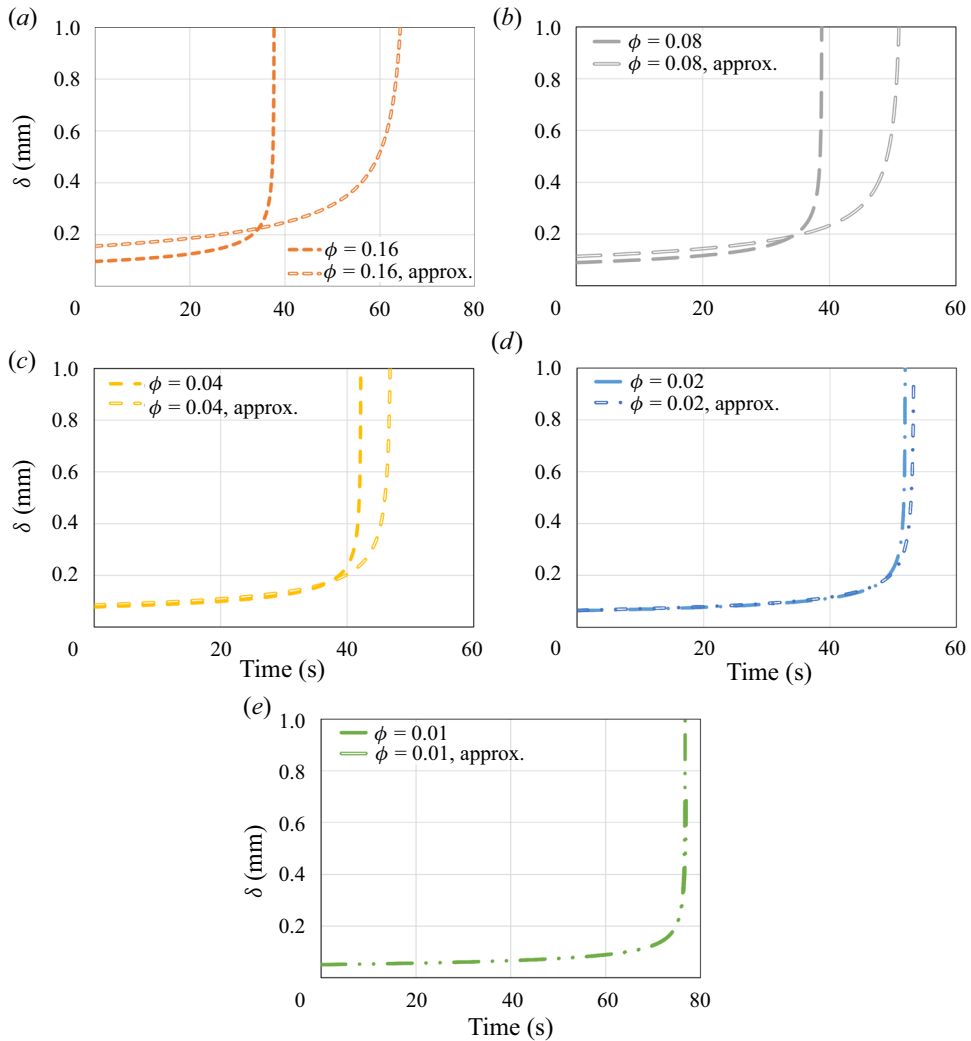 (a)
1.0
0.8
0.6
0.4
0.2
0
δ (mm)
20
40
60
80
ϕ = 0.16
ϕ = 0.16, approx.
(b)
1.0
0.8
0.6
0.4
0.2
0
20
40
60
ϕ = 0.08
ϕ = 0.08, approx.
(c)
1.0
0.8
0.6
0.4
0.2
0
δ (mm)
20
40
60
Time (s)
ϕ = 0.04
ϕ = 0.04, approx.
(d)
1.0
0.8
0.6
0.4
0.2
0
20
40
60
Time (s)
ϕ = 0.02
ϕ = 0.02, approx.
(e)
1.0
0.8
0.6
0.4
0.2
0
δ (mm)
20
40
60
80
Time (s)
ϕ = 0.01
ϕ = 0.01, approx.